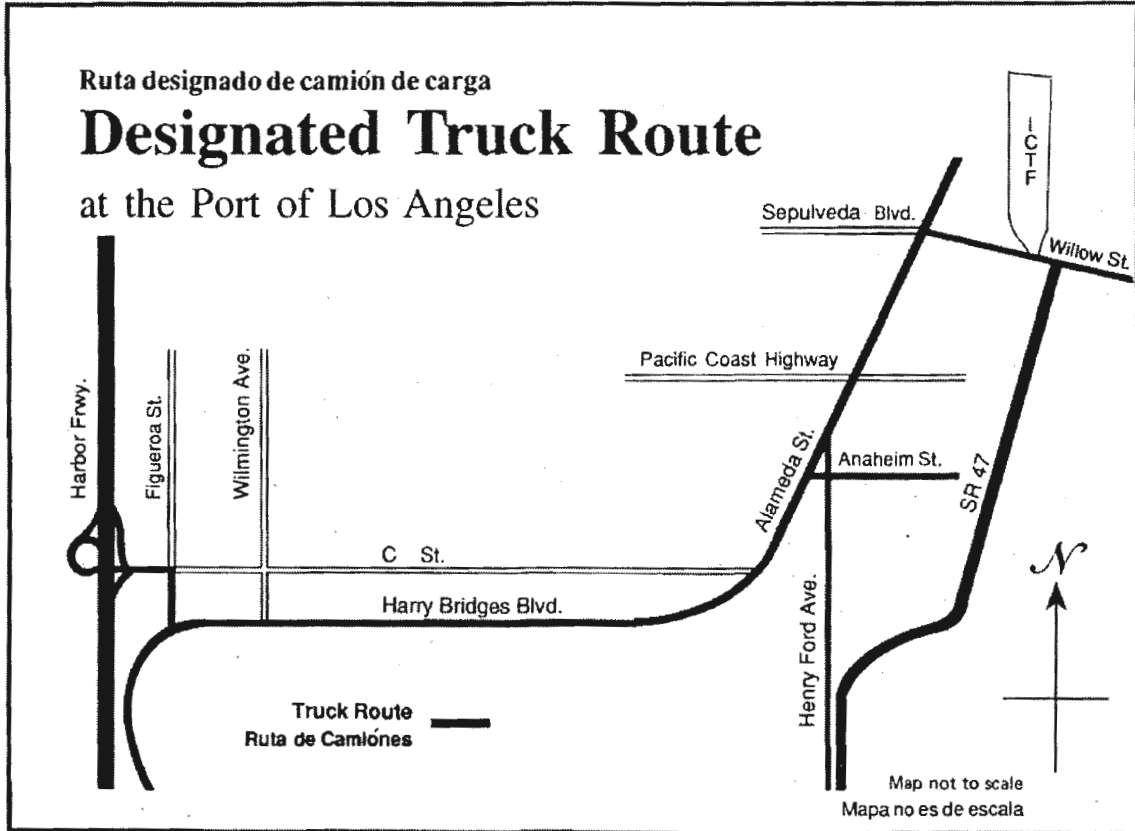 Ruta designado de camión de carga
Designated Truck Route
at the Port of Los Angeles
ICTF
Sepulveda Blvd.
Willow St.
Pacific Coast Highway
Harbor Frwy.
Figueroa St.
Wilmington Ave.
Alameda St.
Anaheim St.
SR 47
C St.
N
Harry Bridges Blvd.
Henry Ford Ave.
Truck Route
Ruta de Camiónes
Map not to scale
Mapa no es de escala